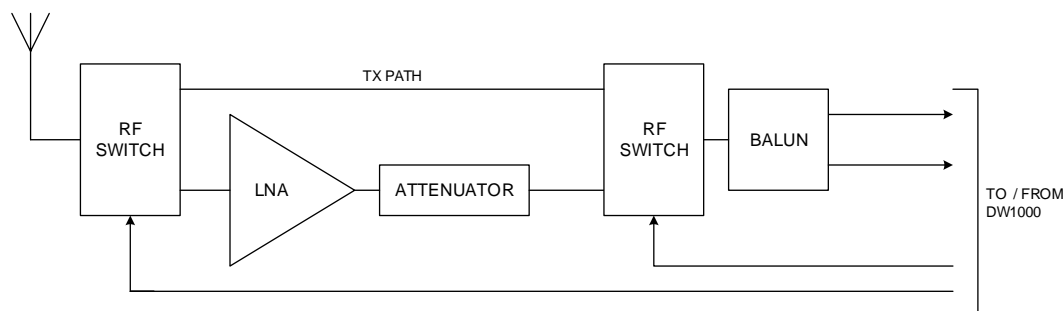 TX PATH
RF
SWITCH
LNA
ATTENUATOR
RF
SWITCH
BALUN
TO / FROM
DW1000